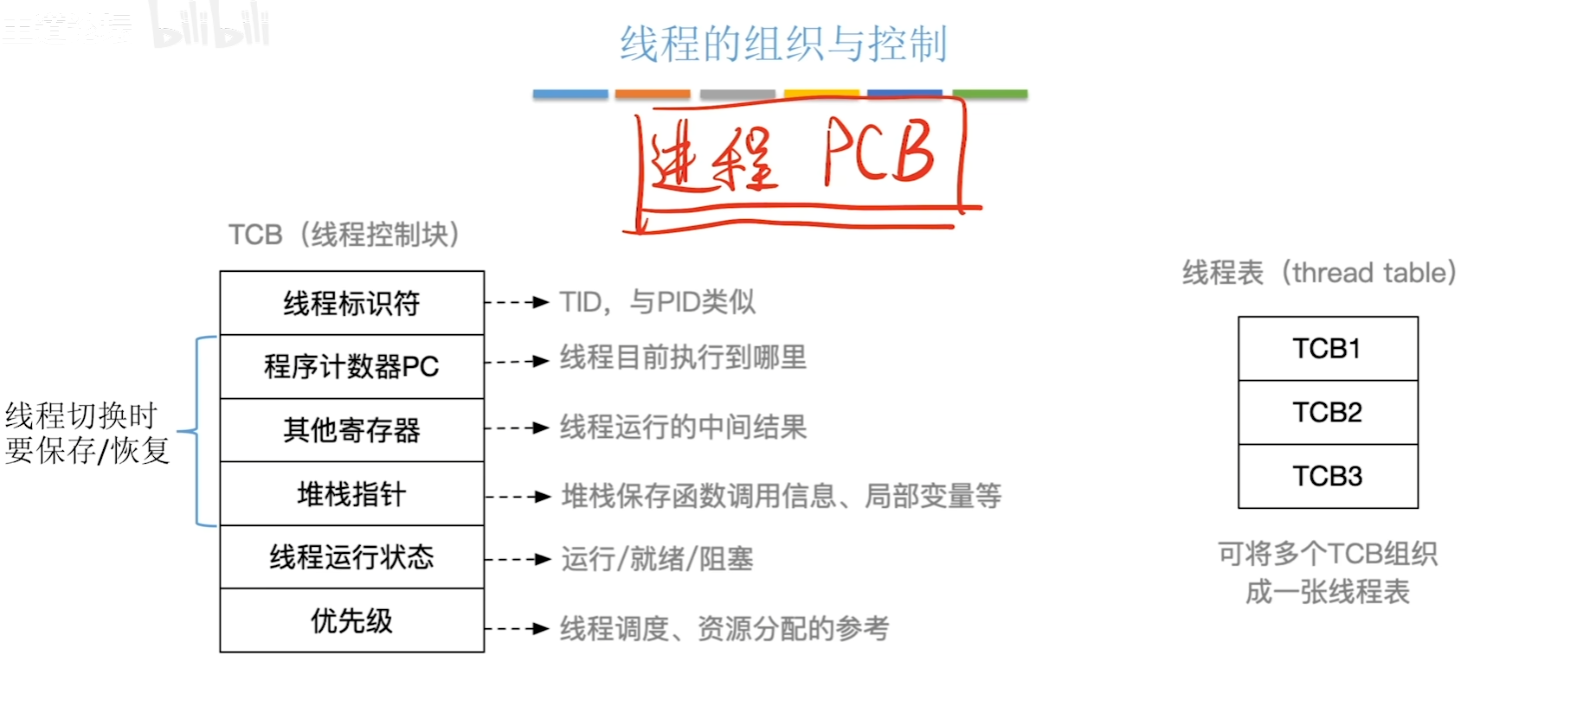 bilibili
线程的组织与控制
进程 PCB
TCB（线程控制块）
线程标识符
TID，与PID类似
程序计数器PC
线程目前执行到哪里
其他寄存器
线程运行的中间结果
堆栈指针
堆栈保存函数调用信息、局部变量等
线程运行状态
运行/就绪/阻塞
优先级
线程调度、资源分配的参考
线程切换时
要保存/恢复
线程表（thread table）
TCB1
TCB2
TCB3
可将多个TCB组织
成一张线程表